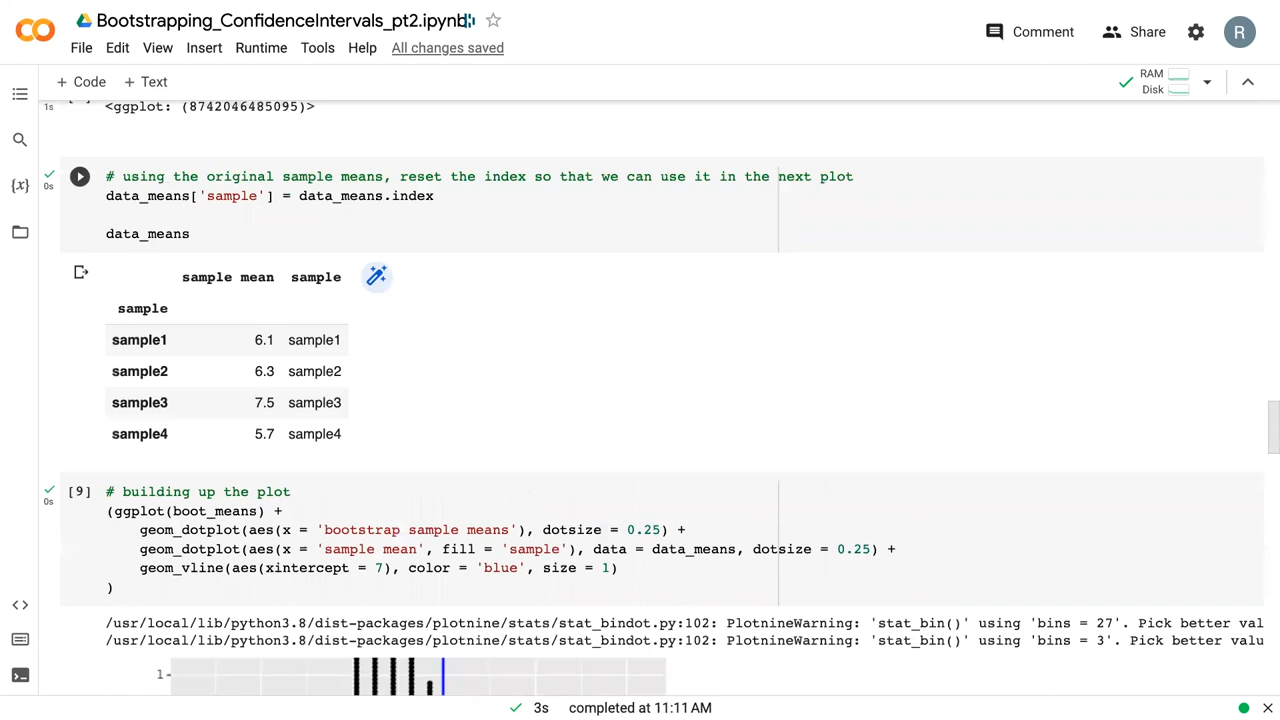 Bootstrapping_ConfidenceIntervals_pt2.ipynb
File Edit View Insert Runtime Tools Help All changes saved
Comment Share R
+ Code + Text
RAM
Disk
1s <ggplot: (8742046485095)>
0s
# using the original sample means, reset the index so that we can use it in the next plot
data_means['sample'] = data_means.index
data_means
{x}
sample mean sample
sample
sample1 6.1 sample1
sample2 6.3 sample2
sample3 7.5 sample3
sample4 5.7 sample4
0s
[9] # building up the plot
(ggplot(boot_means) +
geom_dotplot(aes(x = 'bootstrap sample means'), dotsize = 0.25) +
geom_dotplot(aes(x = 'sample mean', fill = 'sample'), data = data_means, dotsize = 0.25) +
geom_vline(aes(xintercept = 7), color = 'blue', size = 1)
)
/usr/local/lib/python3.8/dist-packages/plotnine/stats/stat_bindot.py:102: PlotnineWarning: 'stat_bin()' using 'bins = 27'. Pick better val
/usr/local/lib/python3.8/dist-packages/plotnine/stats/stat_bindot.py:102: PlotnineWarning: 'stat_bin()' using 'bins = 3'. Pick better valu
1
3s completed at 11:11 AM